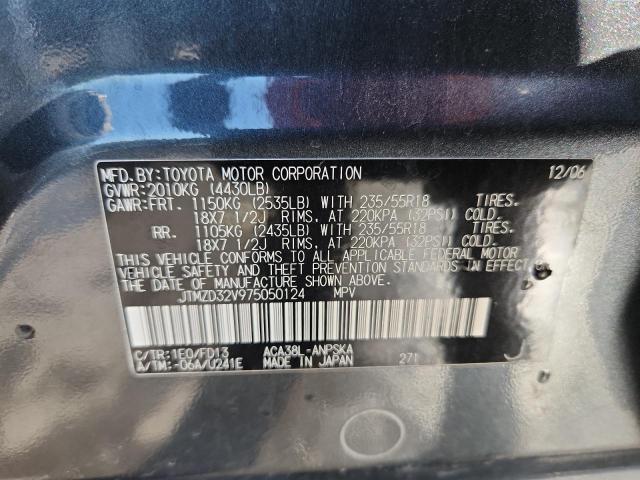 MFD. BY: TOYOTA MOTOR CORPORATION 12/06
GVWR: 2010KG (4430LB)
GAWR: FRT. 1150KG (2535LB) WITH 235/55R18 TIRES.
18X7 1/2J RIMS. AT 220KPA (32PSI) COLD.
RR. 1105KG (2435LB) WITH 235/55R18 TIRES.
18X7 1/2J RIMS. AT 220KPA (32PSI) COLD.
THIS VEHICLE CONFORMS TO ALL APPLICABLE FEDERAL MOTOR
VEHICLE SAFETY AND THEFT PREVENTION STANDARDS IN EFFECT
THE DATE OF MANUFACTURE SHOWN ABOVE.
JTMZD32V975050124 MPV
C/TR: 1E0/FD13 ACA38L-ANPSKA
A/TM: -06A/U241E MADE IN JAPAN 271 J